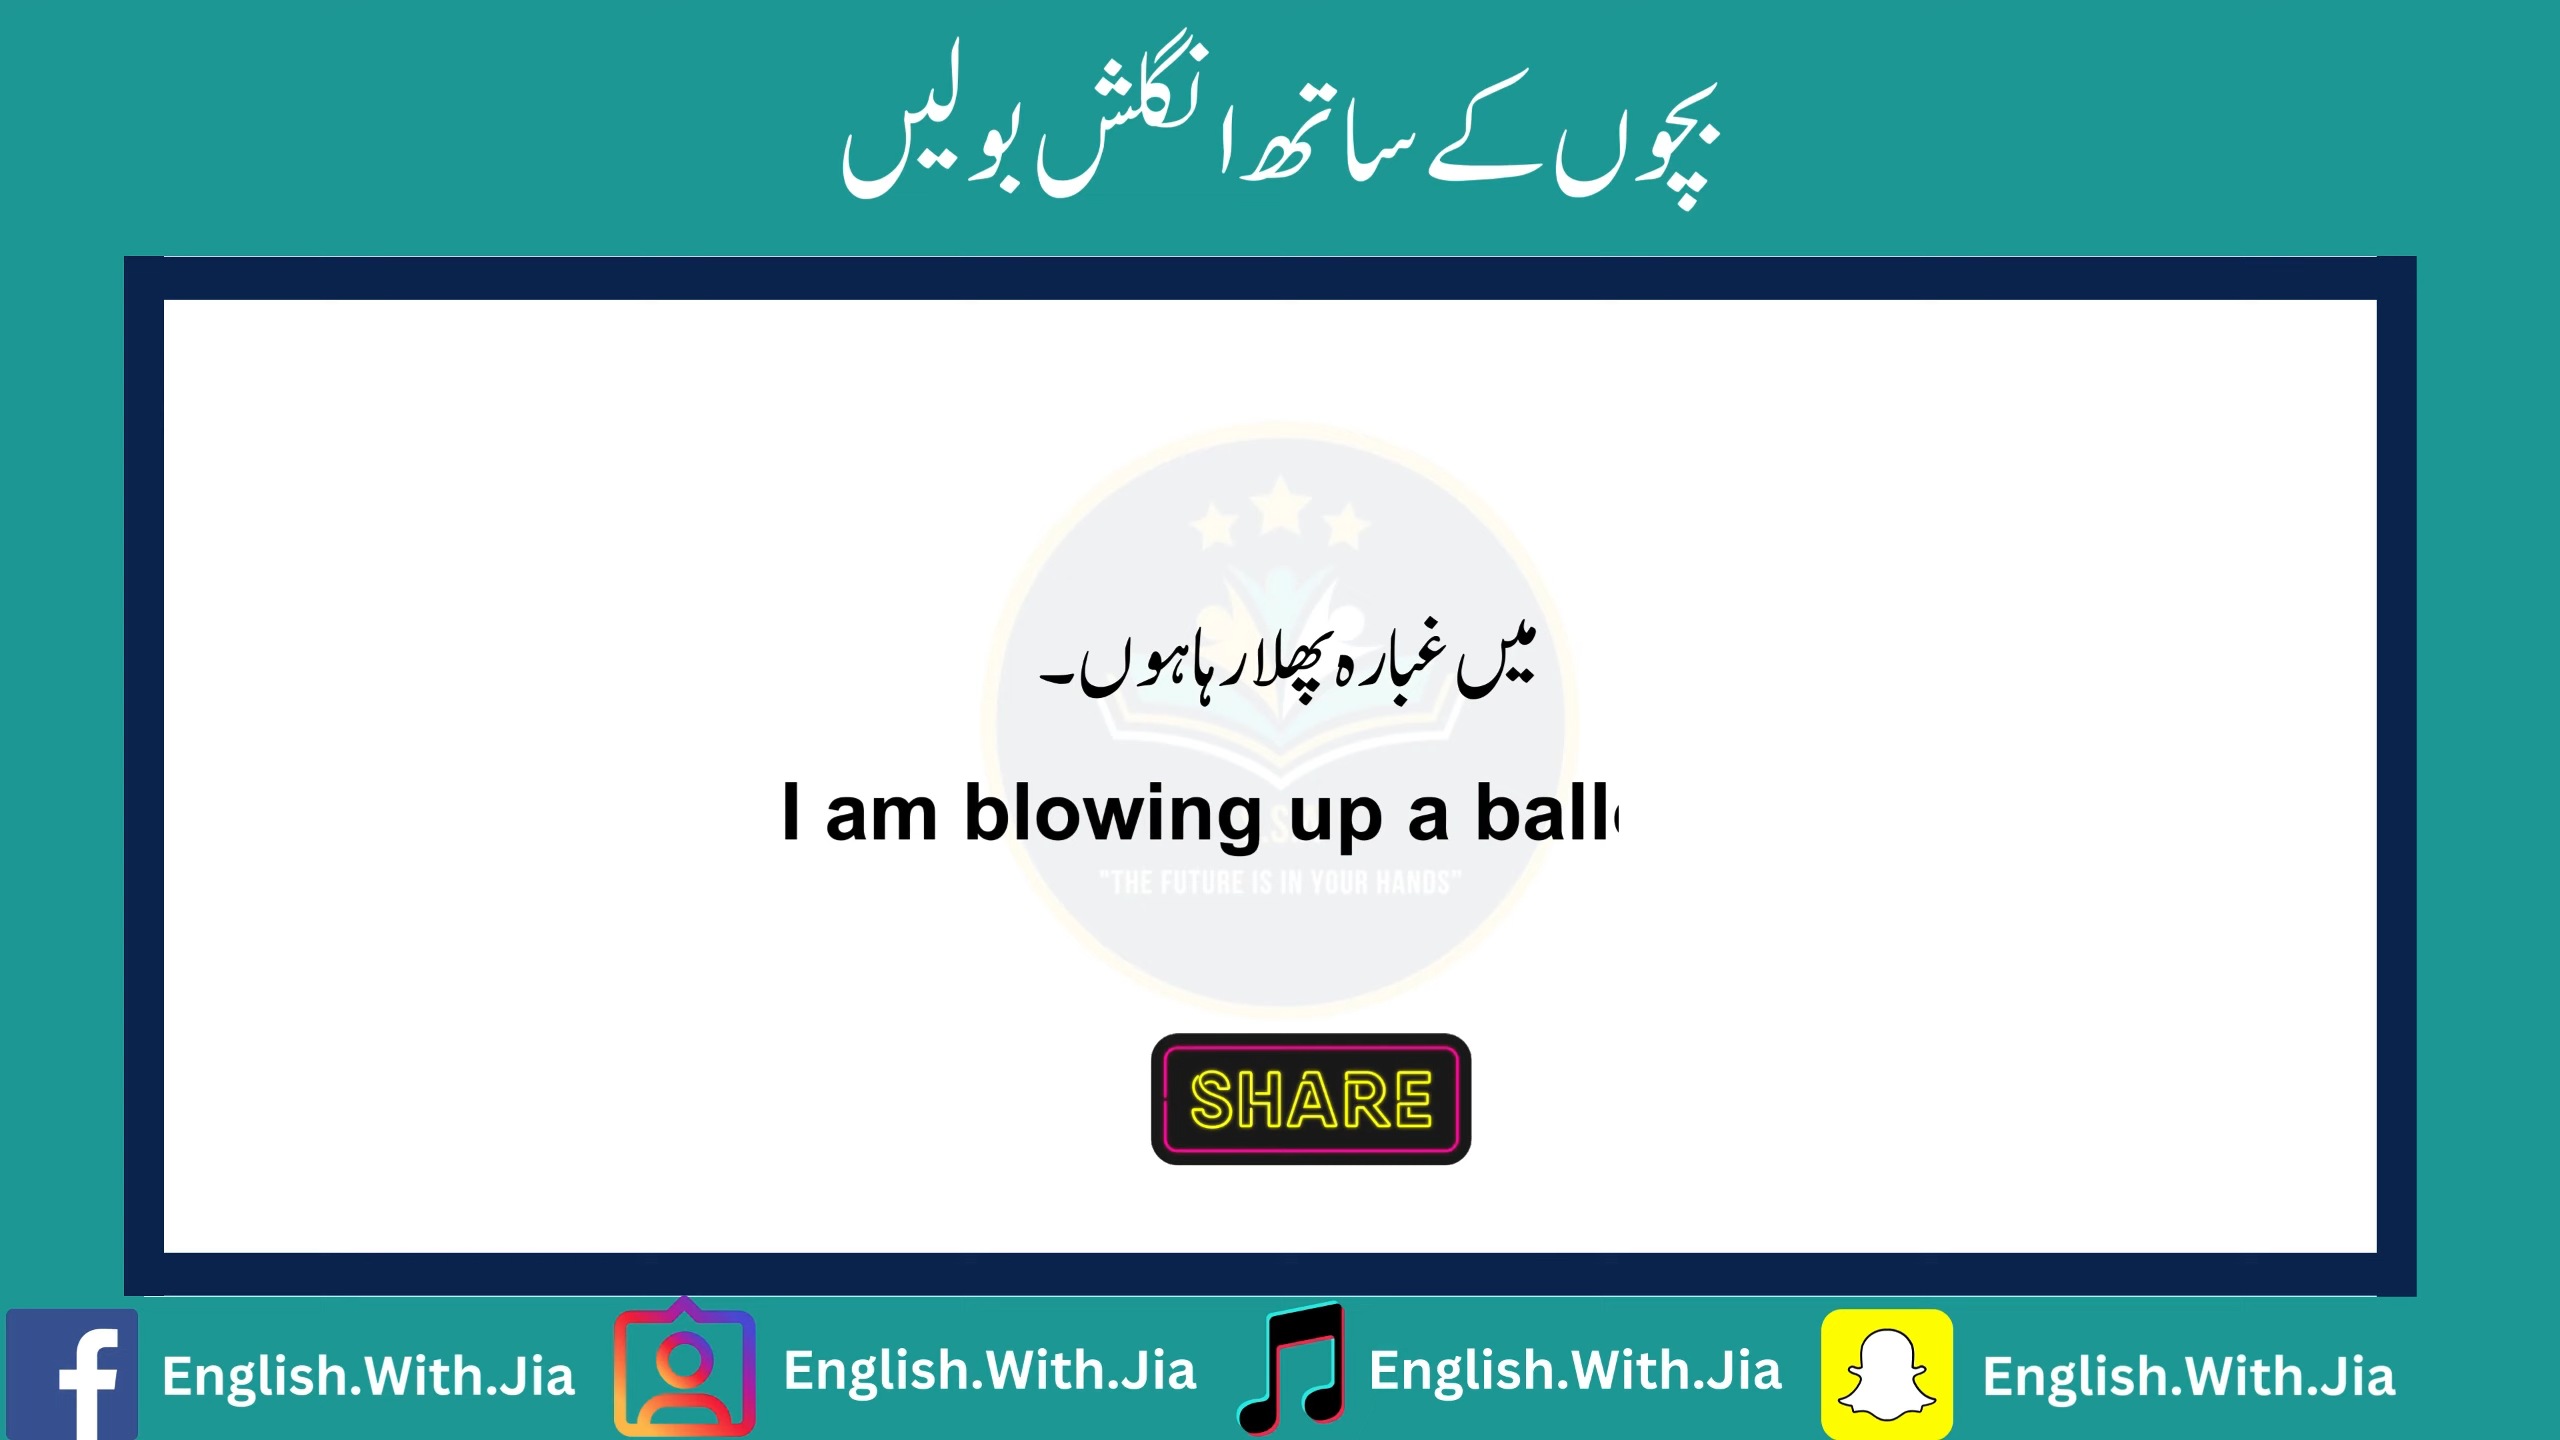 بچوں کے ساتھ انگلش بولیں
میں غبارہ پھلا رہا ہوں۔
I am blowing up a ball
"THE FUTURE IS IN YOUR HANDS"
SHARE
English.With.Jia English.With.Jia English.With.Jia English.With.Jia